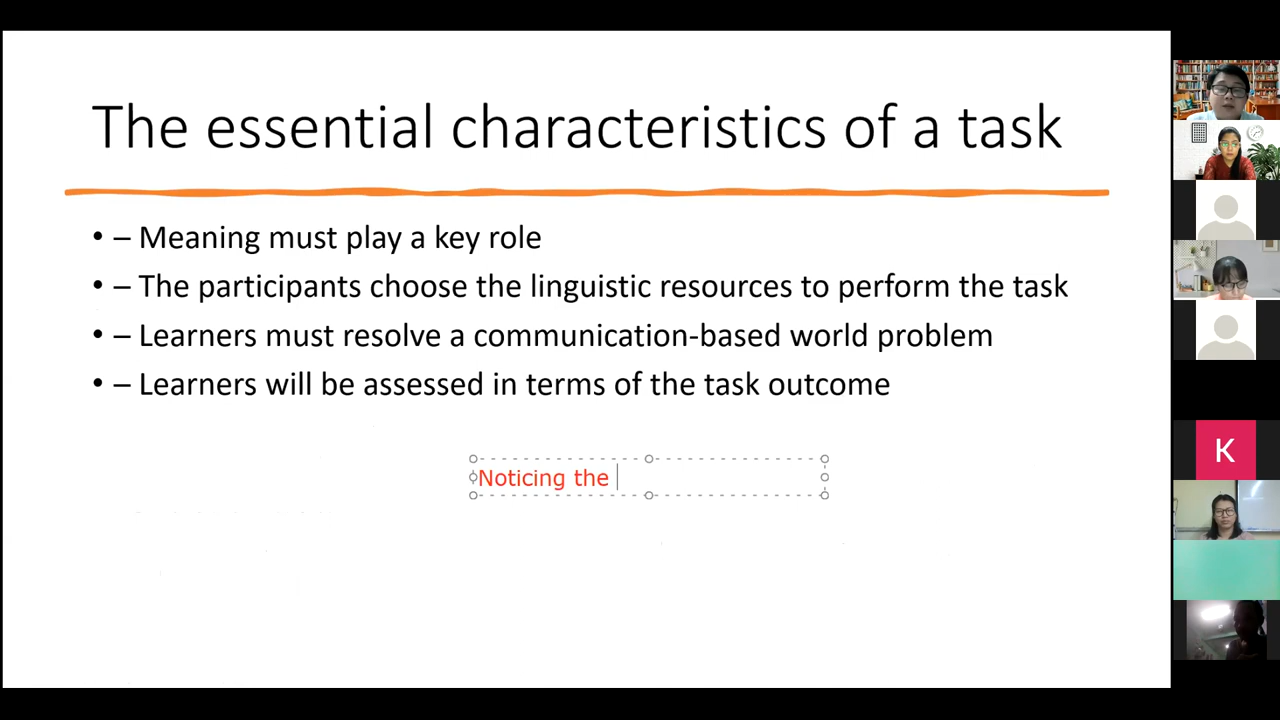 The essential characteristics of a task
• – Meaning must play a key role
• – The participants choose the linguistic resources to perform the task
• – Learners must resolve a communication-based world problem
• – Learners will be assessed in terms of the task outcome
Noticing the
K